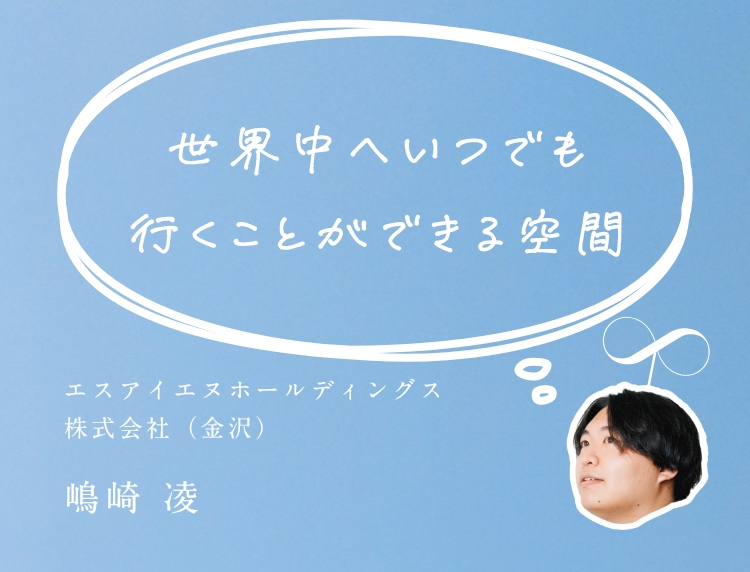 世界中へいつでも
行くことができる空間
エスアイエヌホールディングス
株式会社（金沢）
嶋崎 凌